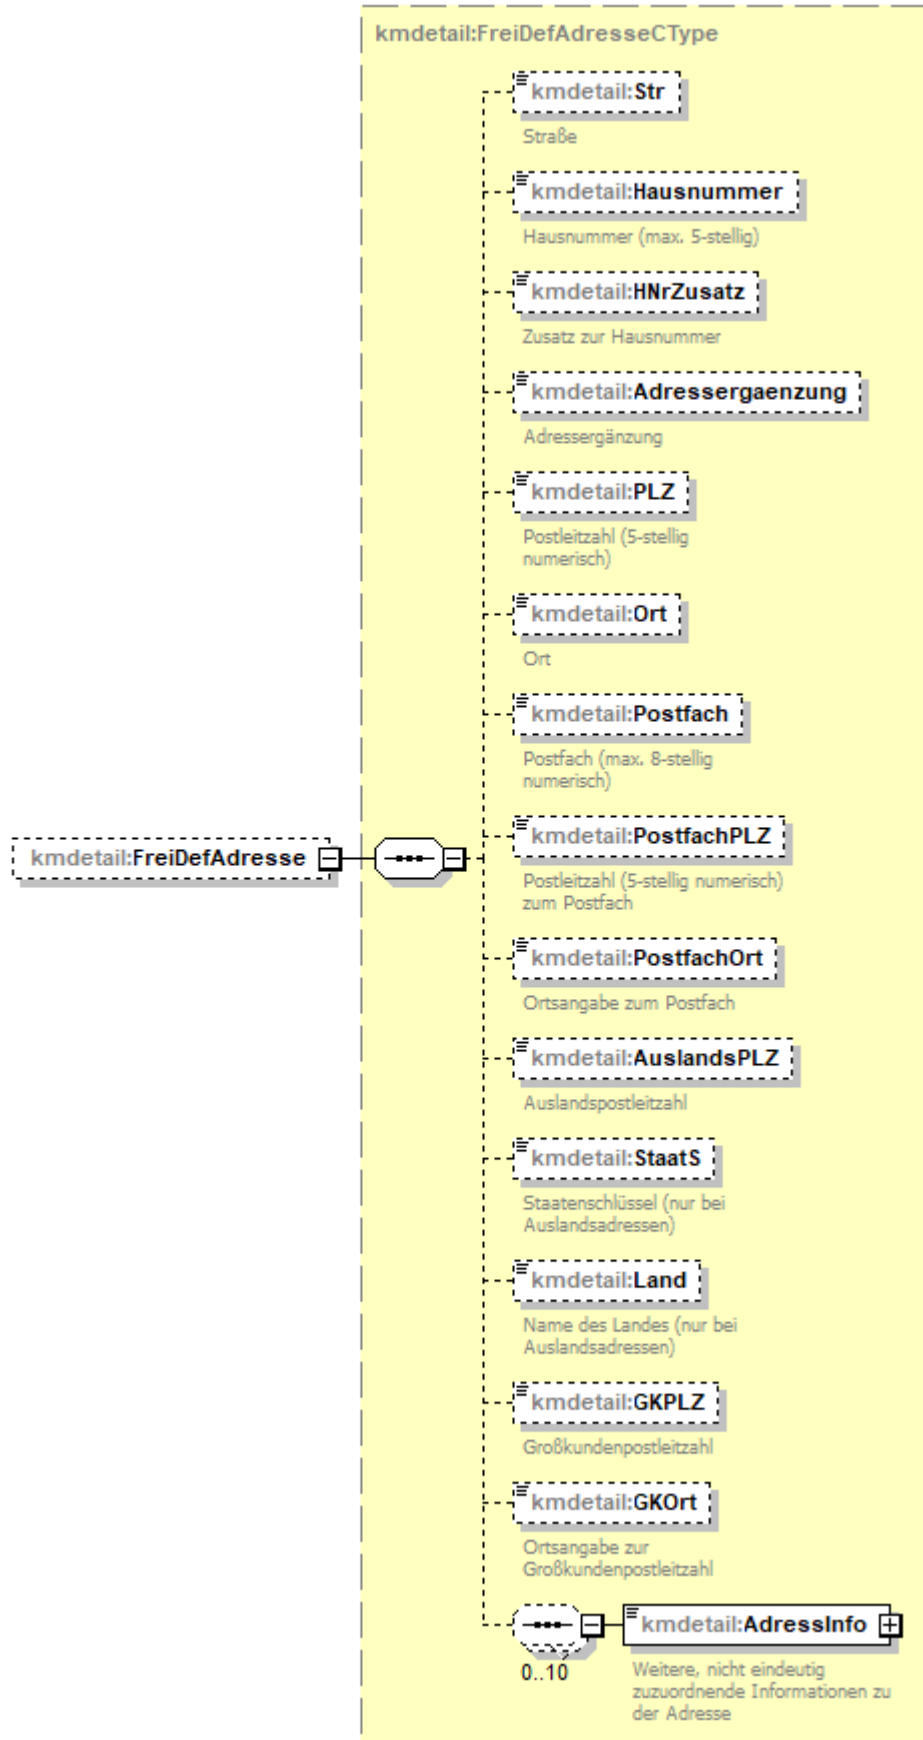 kmdetail:FreiDefAdresseCType
kmdetail:Str
Straße
kmdetail:Hausnummer
Hausnummer (max. 5-stellig)
kmdetail:HNrZusatz
Zusatz zur Hausnummer
kmdetail:Adressergaenzung
Adressergänzung
kmdetail:PLZ
Postleitzahl (5-stellig
numerisch)
kmdetail:Ort
Ort
kmdetail:Postfach
Postfach (max. 8-stellig
numerisch)
kmdetail:PostfachPLZ
kmdetail:FreiDefAdresse
Postleitzahl (5-stellig numerisch)
zum Postfach
kmdetail:PostfachOrt
Ortsangabe zum Postfach
kmdetail:AuslandsPLZ
Auslandspostleitzahl
kmdetail:StaatS
Staatenschlüssel (nur bei
Auslandsadressen)
kmdetail:Land
Name des Landes (nur bei
Auslandsadressen)
kmdetail:GKPLZ
Großkundenpostleitzahl
kmdetail:GKOrt
Ortsangabe zur
Großkundenpostleitzahl
kmdetail:AdressInfo
0..10
Weitere, nicht eindeutig
zuzuordnende Informationen zu
der Adresse